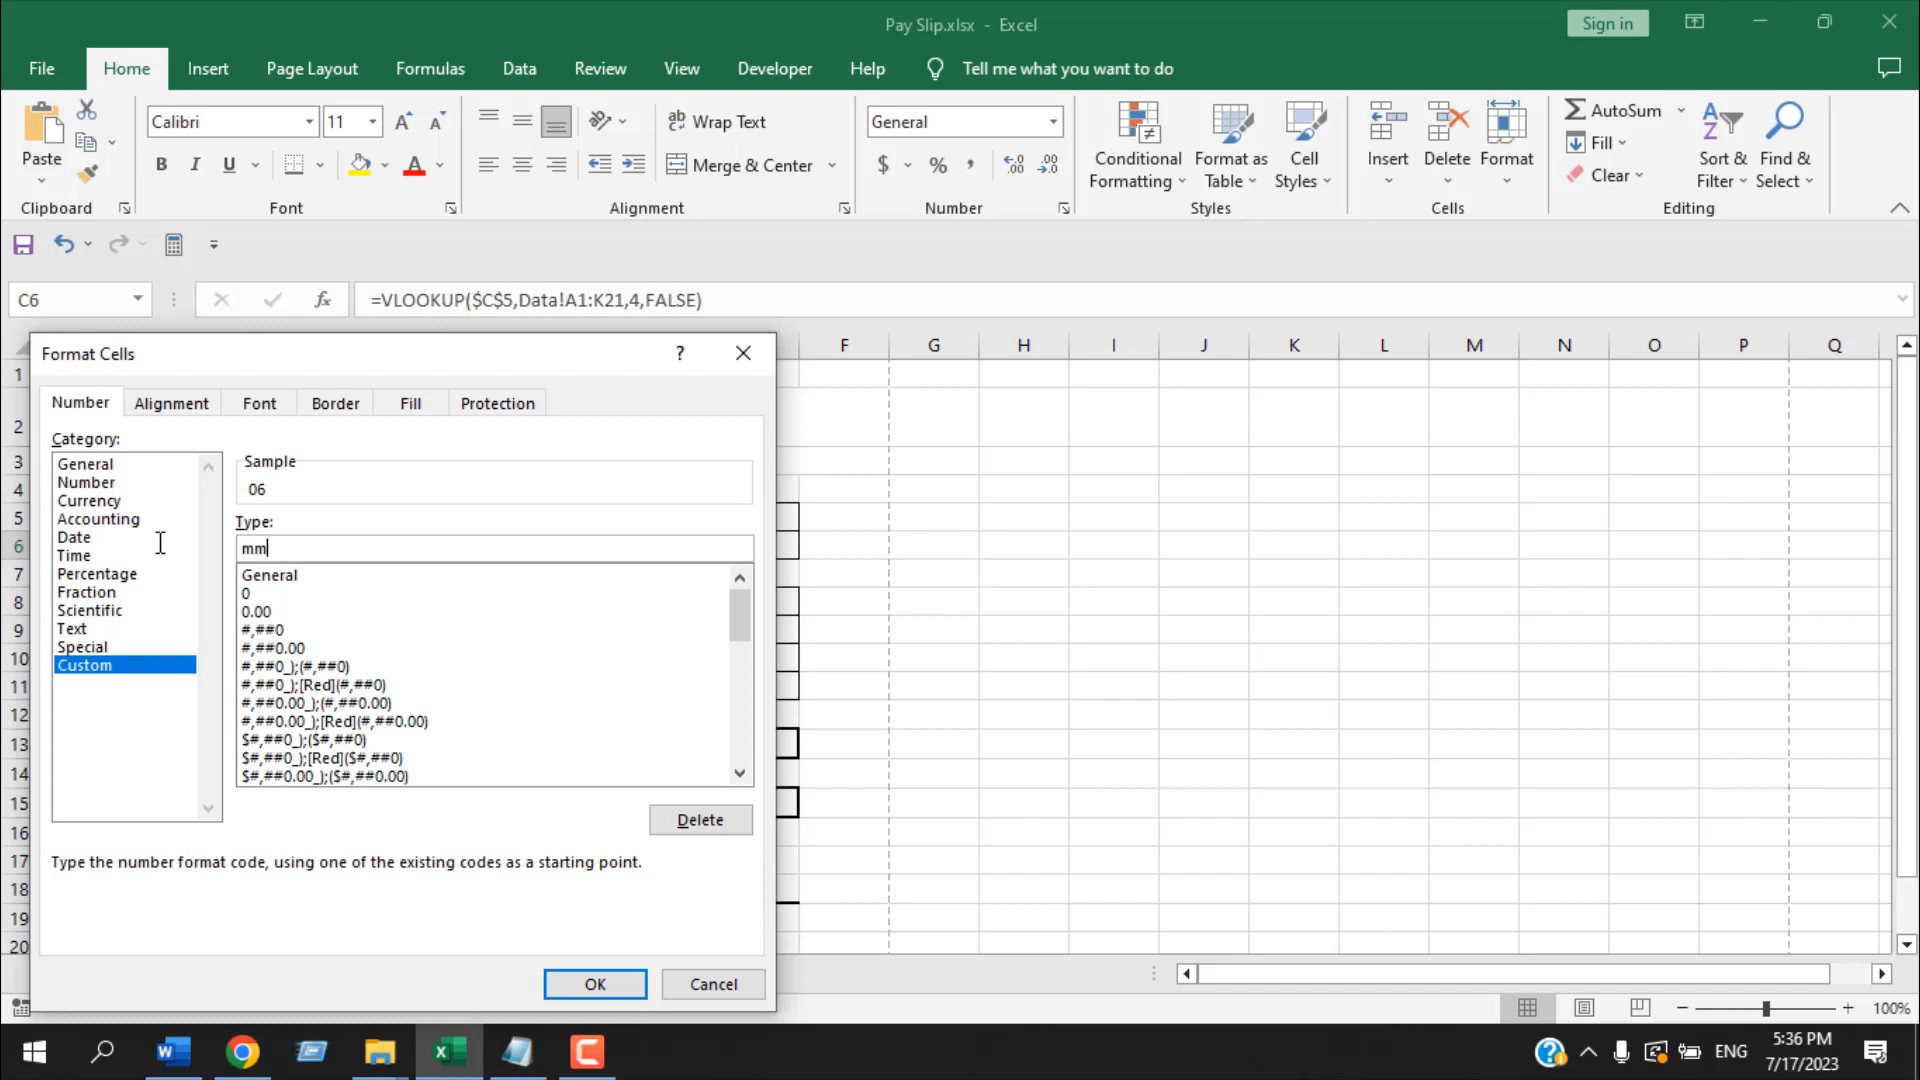 Pay Slip.xlsx - Excel
Sign in
File Home Insert Page Layout Formulas Data Review View Developer Help Tell me what you want to do
Paste
Clipboard
Calibri 11
B I U
Font
ab Wrap Text
Merge & Center
Alignment
General
$ % ,
Number
Conditional Formatting
Format as Table
Cell Styles
Styles
Insert
Delete
Format
Cells
AutoSum
Fill
Clear
Sort & Filter
Find & Select
Editing
C6
fx
=VLOOKUP($C$5,Data!A1:K21,4,FALSE)
Format Cells
?
Number Alignment Font Border Fill Protection
Category:
General
Number
Currency
Accounting
Date
Time
Percentage
Fraction
Scientific
Text
Special
Custom
Sample
06
Type:
mm
General
0
0.00
#,##0
#,##0.00
#,##0_);(#,##0)
#,##0_);[Red](#,##0)
#,##0.00_);(#,##0.00)
#,##0.00_);[Red](#,##0.00)
$#,##0_);($#,##0)
$#,##0_);[Red]($#,##0)
$#,##0.00_);($#,##0.00)
Delete
Type the number format code, using one of the existing codes as a starting point.
OK
Cancel
F G H I J K L M N O P Q
1
2
3
4
5
6
7
8
9
10
11
12
13
14
15
16
17
18
19
20
100%
ENG
5:36 PM
7/17/2023